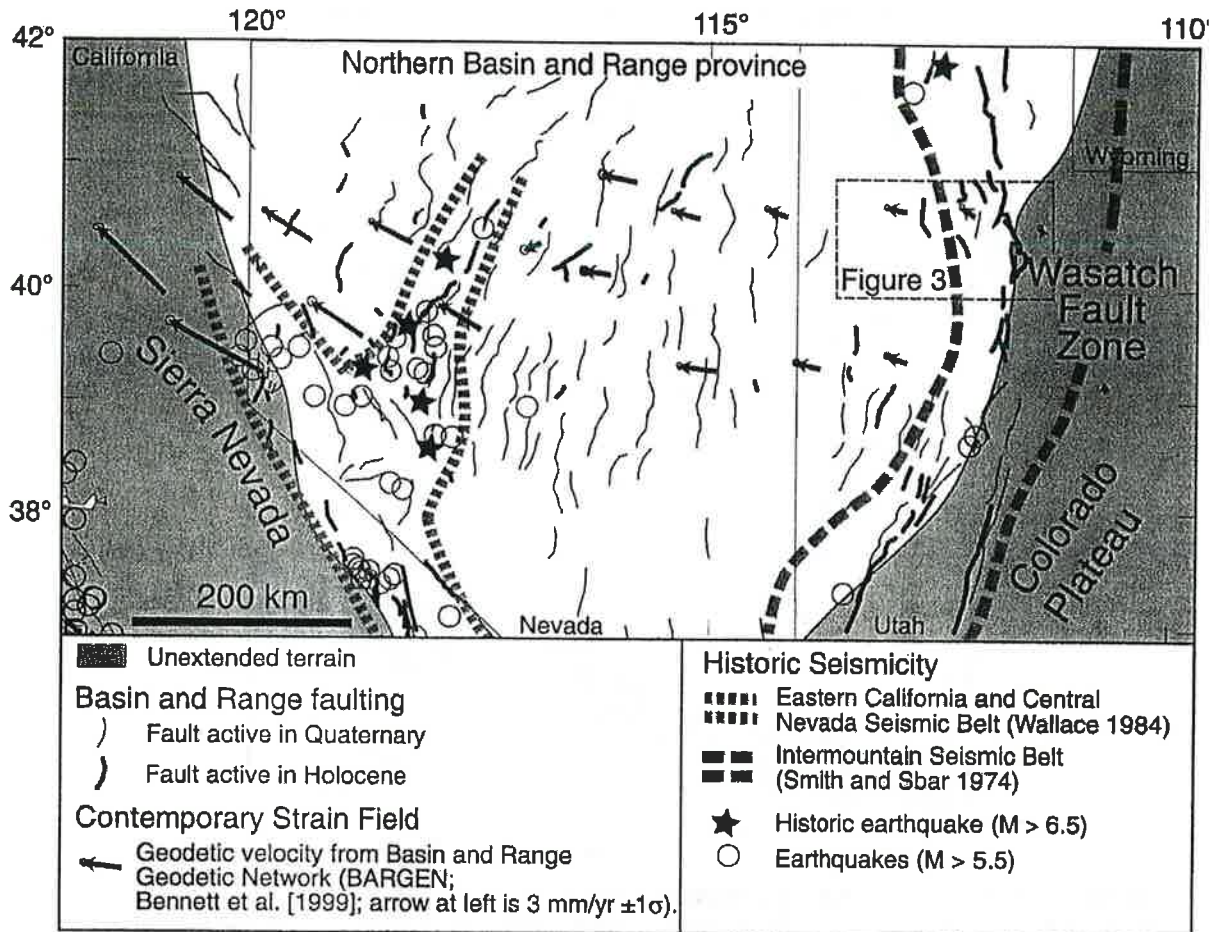 120°
115°
110°
42°
California
Northern Basin and Range province
Wyoming
Figure 3
Wasatch
Fault
Zone
40°
Sierra Nevada
38°
Colorado
Plateau
200 km
Nevada
Utah
Unextended terrain
Basin and Range faulting
Fault active in Quaternary
Fault active in Holocene
Contemporary Strain Field
Geodetic velocity from Basin and Range
Geodetic Network (BARGEN;
Bennett et al. [1999]; arrow at left is 3 mm/yr ±1σ).
Historic Seismicity
Eastern California and Central
Nevada Seismic Belt (Wallace 1984)
Intermountain Seismic Belt
(Smith and Sbar 1974)
Historic earthquake (M > 6.5)
Earthquakes (M > 5.5)